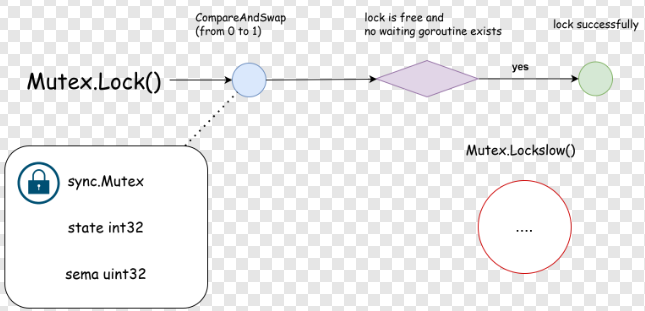 CompareAndSwap
(from 0 to 1)
lock is free and
no waiting goroutine exists
lock successfully
Mutex.Lock()
yes
Mutex.Lockslow()
sync.Mutex
state int32
sema uint32
....